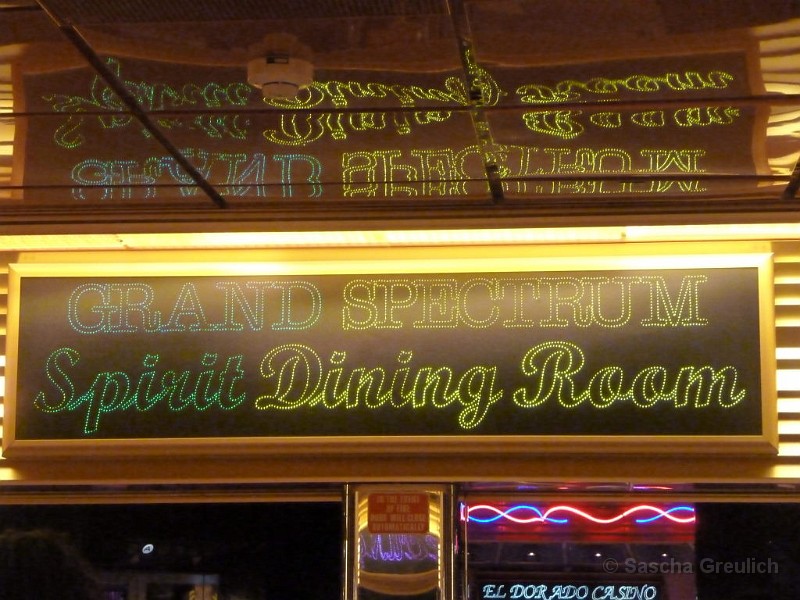 GRAND SPECTRUM
Spirit Dining Room
EL DORADO CASINO
© Sascha Greulich